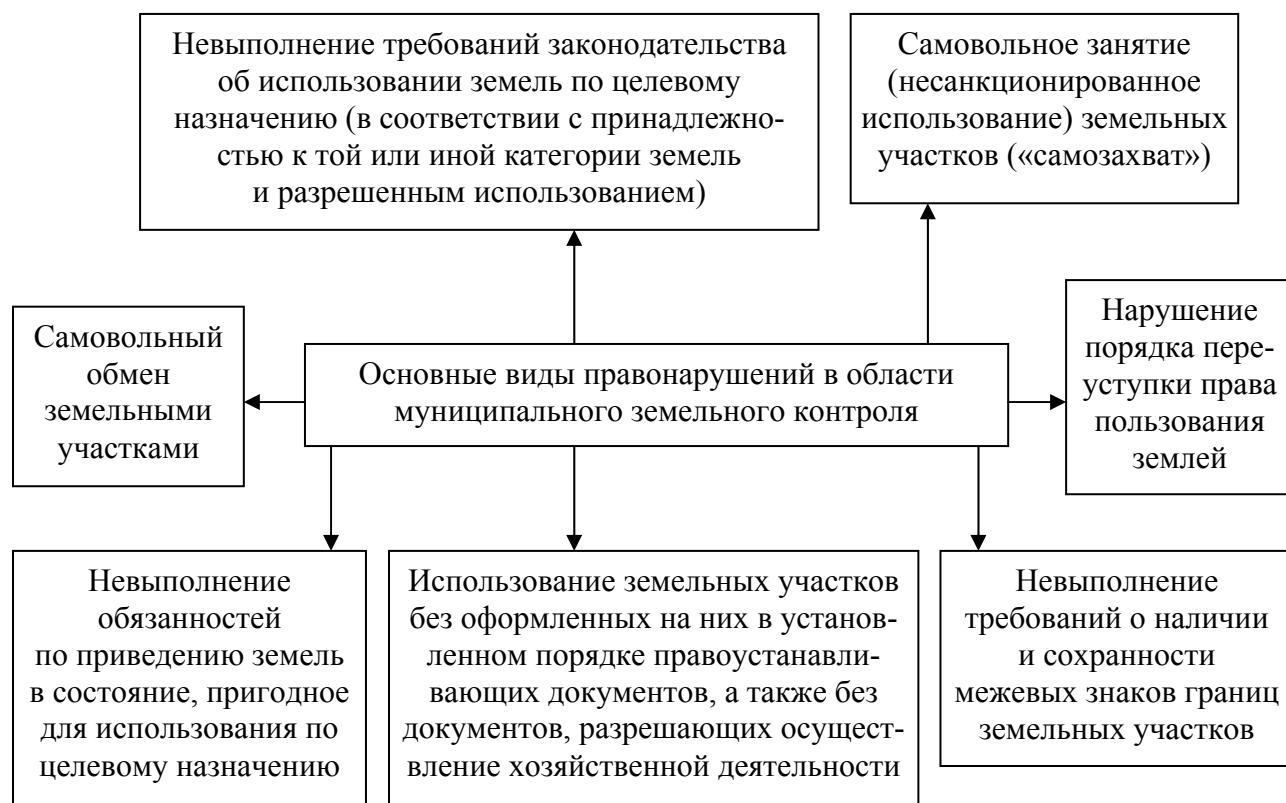 Невыполнение требований законодательства
об использовании земель по целевому
назначению (в соответствии с принадлежно-
стью к той или иной категории земель
и разрешенным использованием)
Самовольное занятие
(несанкционированное
использование) земельных
участков («самозахват»)
Самовольный
обмен
земельными
участками
Основные виды правонарушений в области
муниципального земельного контроля
Нарушение
порядка пере-
уступки права
пользования
землей
Невыполнение
обязанностей
по приведению земель
в состояние, пригодное
для использования по
целевому назначению
Использование земельных участков
без оформленных на них в установ-
ленном порядке правоустанавли-
вающих документов, а также без
документов, разрешающих осущест-
вление хозяйственной деятельности
Невыполнение
требований о наличии
и сохранности
межевых знаков границ
земельных участков